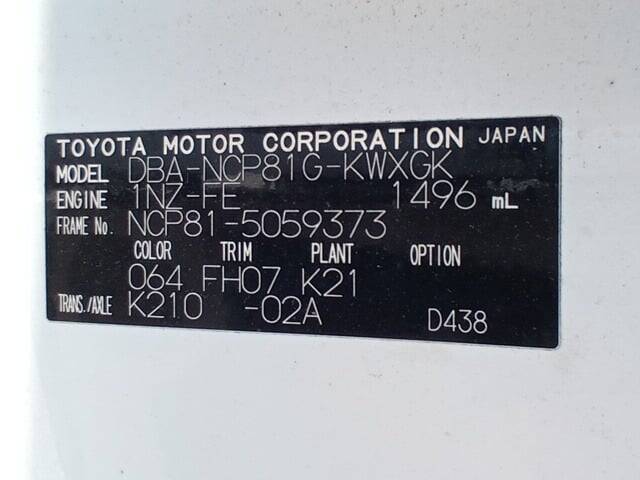 TOYOTA MOTOR CORPORATION JAPAN
MODEL DBA-NCP81G-KWXGK
ENGINE 1NZ-FE 1496 mL
FRAME No. NCP81-5059373
COLOR TRIM PLANT OPTION
064 FH07 K21
TRANS./AXLE K210 -02A D438